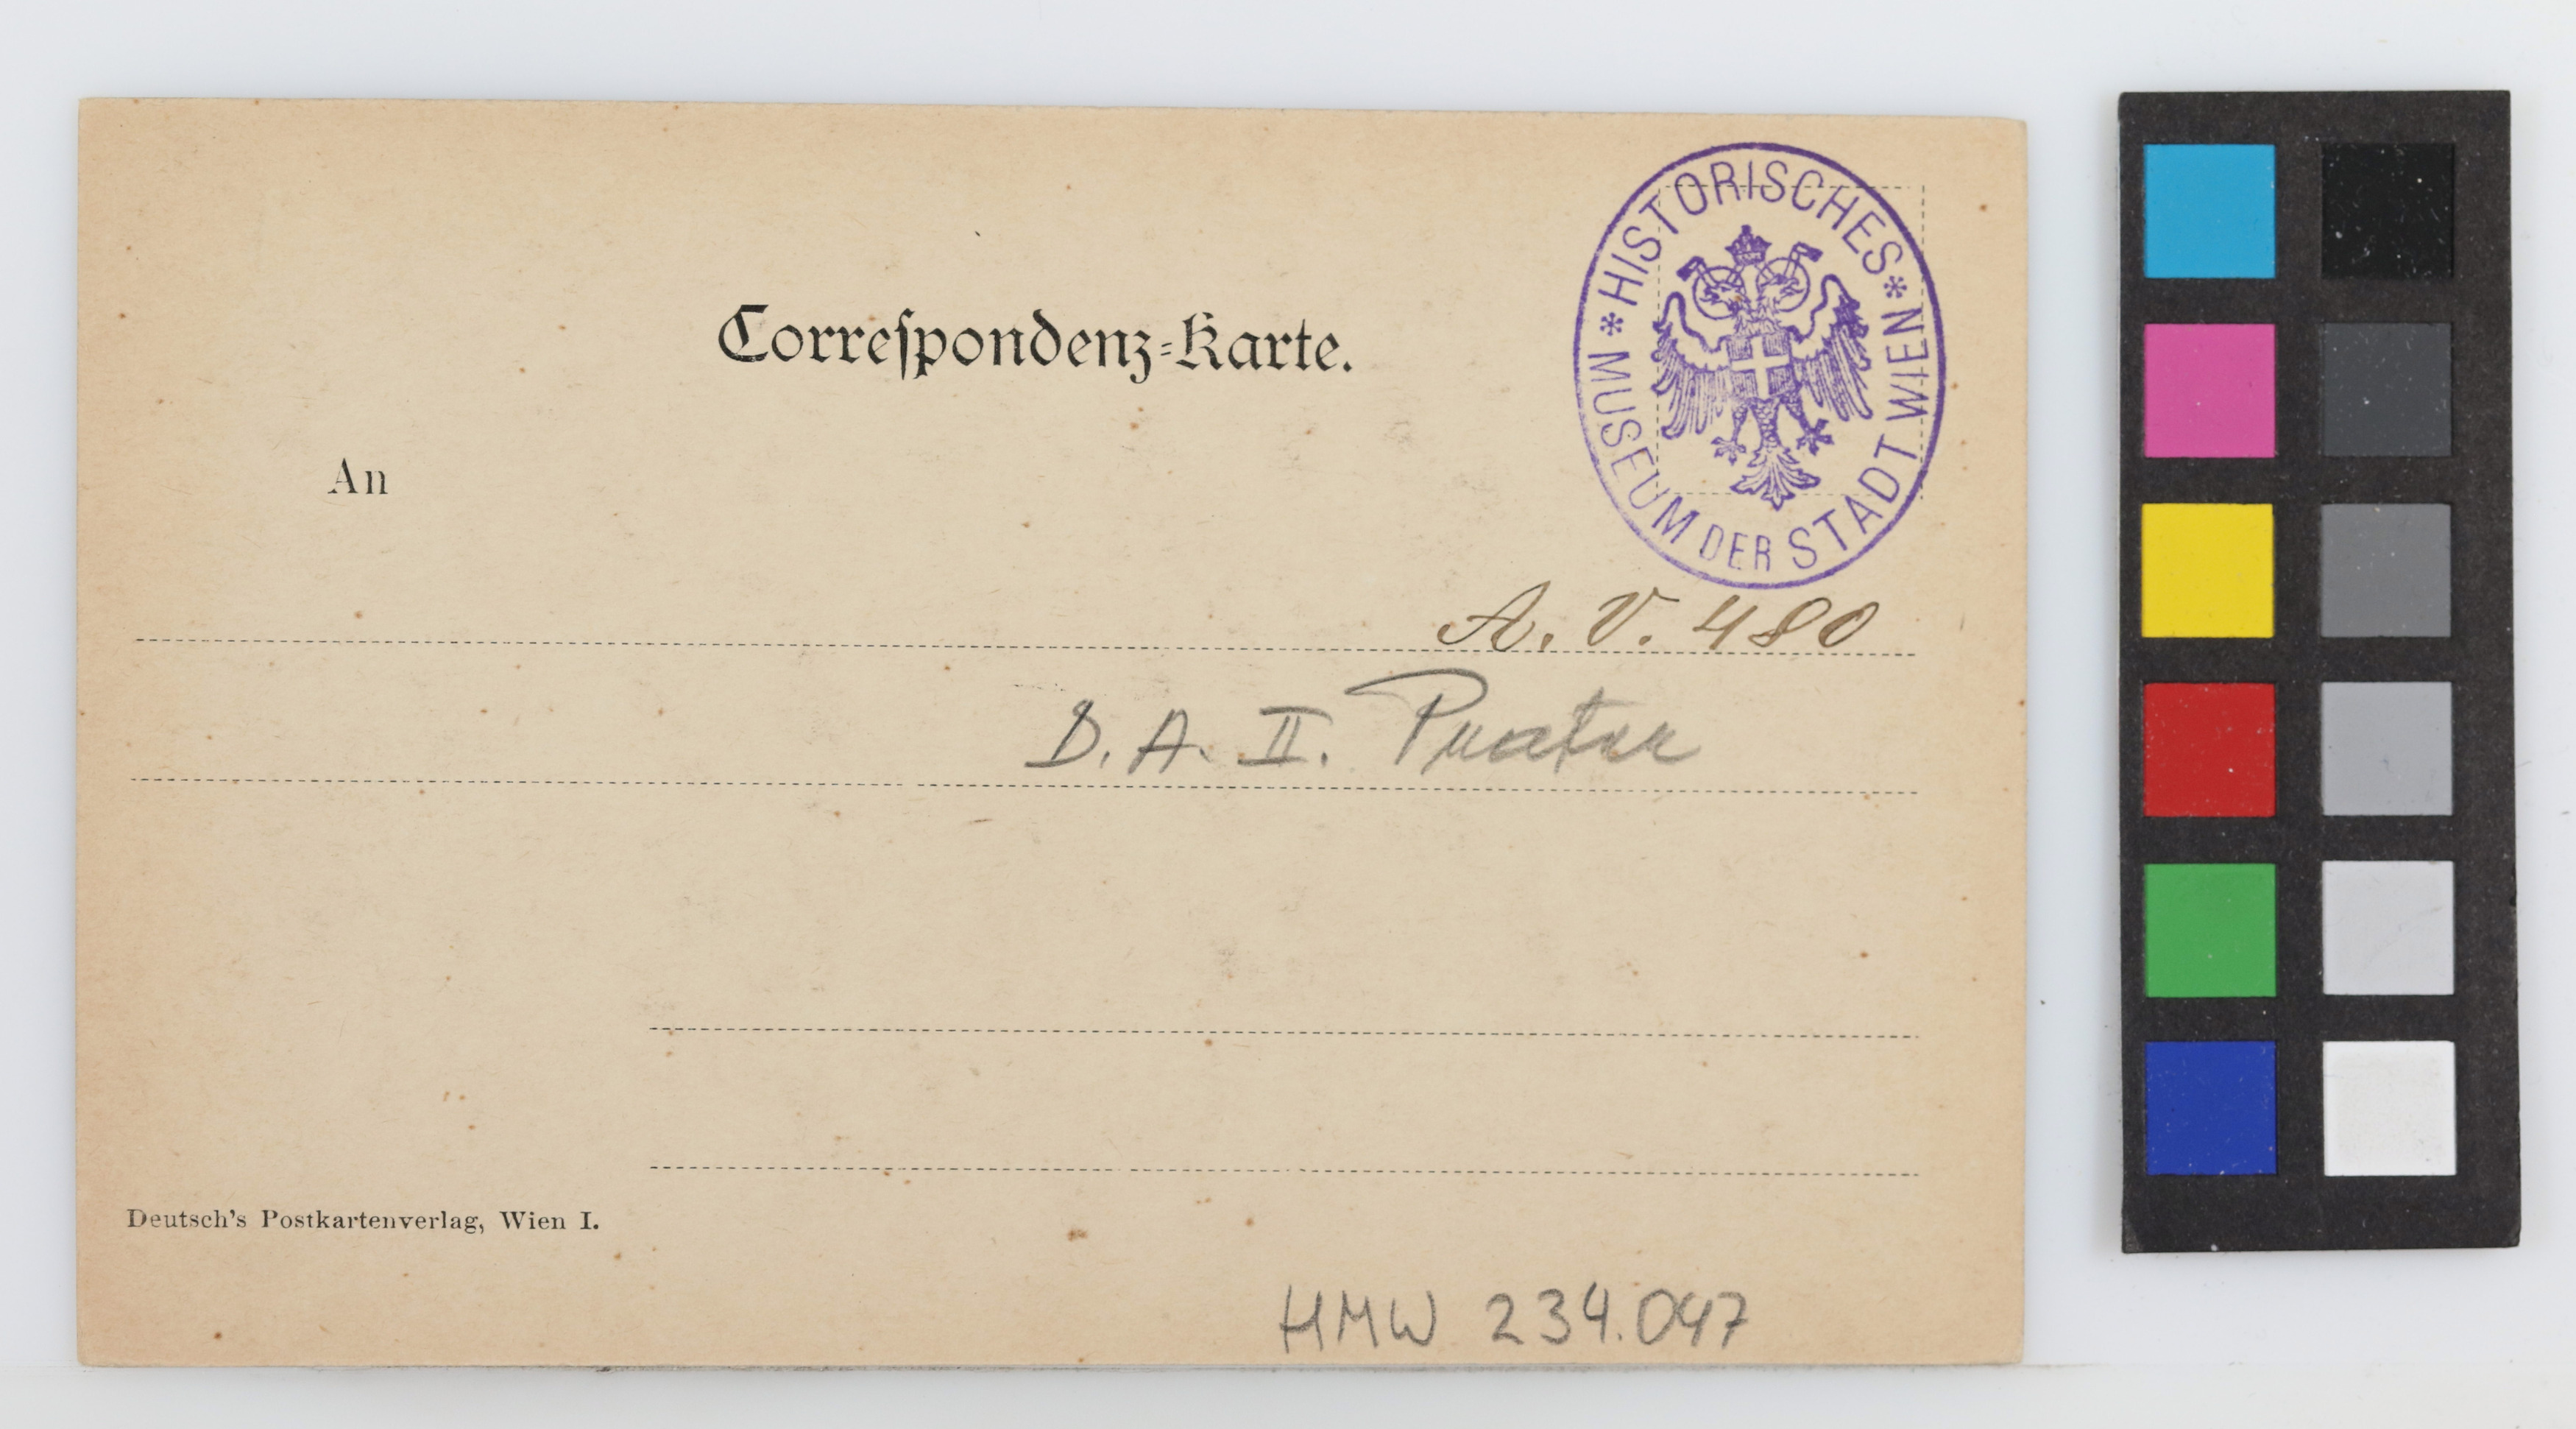 Correſpondenz-Karte.
* HISTORISCHES *
MUSEUM DER STADT WIEN
An
A. V. 480
D. A. II. Prater
Deutsch's Postkartenverlag, Wien I.
HMW 234.047